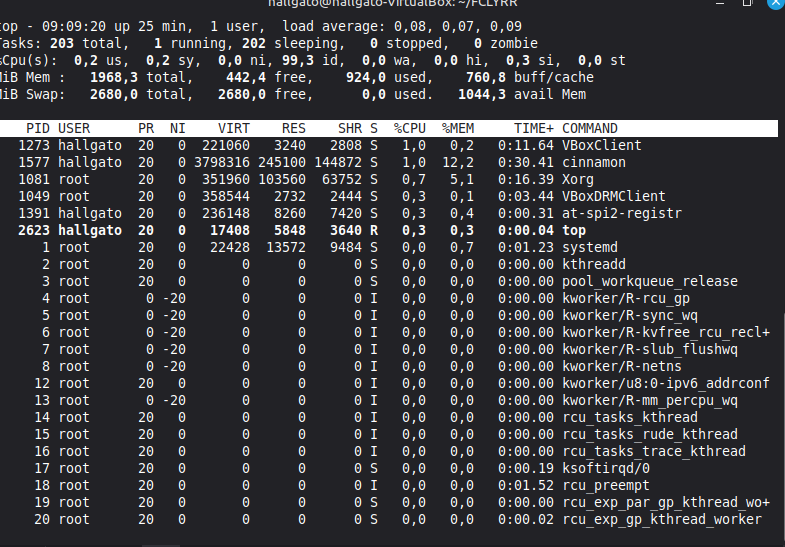 hallgato@hallgato-VirtualBox: ~/FCLYRR
top - 09:09:20 up 25 min,  1 user,  load average: 0,08, 0,07, 0,09
Tasks: 203 total,   1 running, 202 sleeping,   0 stopped,   0 zombie
%Cpu(s):  0,2 us,  0,2 sy,  0,0 ni, 99,3 id,  0,0 wa,  0,0 hi,  0,3 si,  0,0 st
MiB Mem :   1968,3 total,    442,4 free,    924,0 used,    760,8 buff/cache
MiB Swap:   2680,0 total,   2680,0 free,      0,0 used.   1044,3 avail Mem
PID USER      PR  NI    VIRT    RES    SHR S  %CPU  %MEM     TIME+ COMMAND
1273 hallgato  20   0  221060   3240   2808 S   1,0   0,2   0:11.64 VBoxClient
1577 hallgato  20   0 3798316 245100 144872 S   1,0  12,2   0:30.41 cinnamon
1081 root      20   0  351960 103560  63752 S   0,7   5,1   0:16.39 Xorg
1049 root      20   0  358544   2732   2444 S   0,3   0,1   0:03.44 VBoxDRMClient
1391 hallgato  20   0  236148   8260   7420 S   0,3   0,4   0:00.31 at-spi2-registr
2623 hallgato  20   0   17408   5848   3640 R   0,3   0,3   0:00.04 top
1 root      20   0   22428  13572   9484 S   0,0   0,7   0:01.23 systemd
2 root      20   0       0      0      0 S   0,0   0,0   0:00.00 kthreadd
3 root      20   0       0      0      0 S   0,0   0,0   0:00.00 pool_workqueue_release
4 root       0 -20       0      0      0 I   0,0   0,0   0:00.00 kworker/R-rcu_gp
5 root       0 -20       0      0      0 I   0,0   0,0   0:00.00 kworker/R-sync_wq
6 root       0 -20       0      0      0 I   0,0   0,0   0:00.00 kworker/R-kvfree_rcu_recl+
7 root       0 -20       0      0      0 I   0,0   0,0   0:00.00 kworker/R-slub_flushwq
8 root       0 -20       0      0      0 I   0,0   0,0   0:00.00 kworker/R-netns
12 root      20   0       0      0      0 I   0,0   0,0   0:00.00 kworker/u8:0-ipv6_addrconf
13 root       0 -20       0      0      0 I   0,0   0,0   0:00.00 kworker/R-mm_percpu_wq
14 root      20   0       0      0      0 I   0,0   0,0   0:00.00 rcu_tasks_kthread
15 root      20   0       0      0      0 I   0,0   0,0   0:00.00 rcu_tasks_rude_kthread
16 root      20   0       0      0      0 I   0,0   0,0   0:00.00 rcu_tasks_trace_kthread
17 root      20   0       0      0      0 S   0,0   0,0   0:00.19 ksoftirqd/0
18 root      20   0       0      0      0 I   0,0   0,0   0:01.52 rcu_preempt
19 root      20   0       0      0      0 S   0,0   0,0   0:00.00 rcu_exp_par_gp_kthread_wo+
20 root      20   0       0      0      0 S   0,0   0,0   0:00.02 rcu_exp_gp_kthread_worker